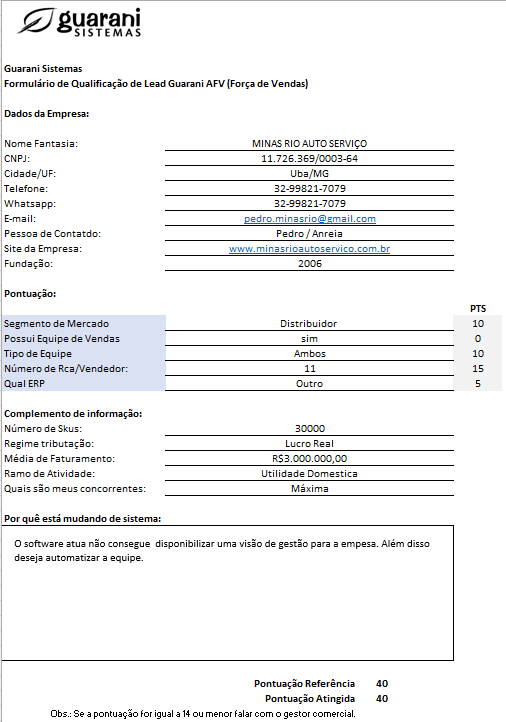 guarani
SISTEMAS
Guarani Sistemas
Formulário de Qualificação de Lead Guarani AFV (Força de Vendas)
Dados da Empresa:
Nome Fantasia: MINAS RIO AUTO SERVIÇO
CNPJ: 11.726.369/0003-64
Cidade/UF: Uba/MG
Telefone: 32-99821-7079
Whatsapp: 32-99821-7079
E-mail: pedro.minasrio@gmail.com
Pessoa de Contatdo: Pedro / Anreia
Site da Empresa: www.minasrioautoservico.com.br
Fundação: 2006
Pontuação:
PTS
Segmento de Mercado Distribuidor 10
Possui Equipe de Vendas sim 0
Tipo de Equipe Ambos 10
Número de Rca/Vendedor: 11 15
Qual ERP Outro 5
Complemento de informação:
Número de Skus: 30000
Regime tributação: Lucro Real
Média de Faturamento: R$3.000.000,00
Ramo de Atividade: Utilidade Domestica
Quais são meus concorrentes: Máxima
Por quê está mudando de sistema:
O software atua não consegue disponibilizar uma visão de gestão para a empesa. Além disso
deseja automatizar a equipe.
Pontuação Referência 40
Pontuação Atingida 40
Obs.: Se a pontuação for igual a 14 ou menor falar com o gestor comercial.